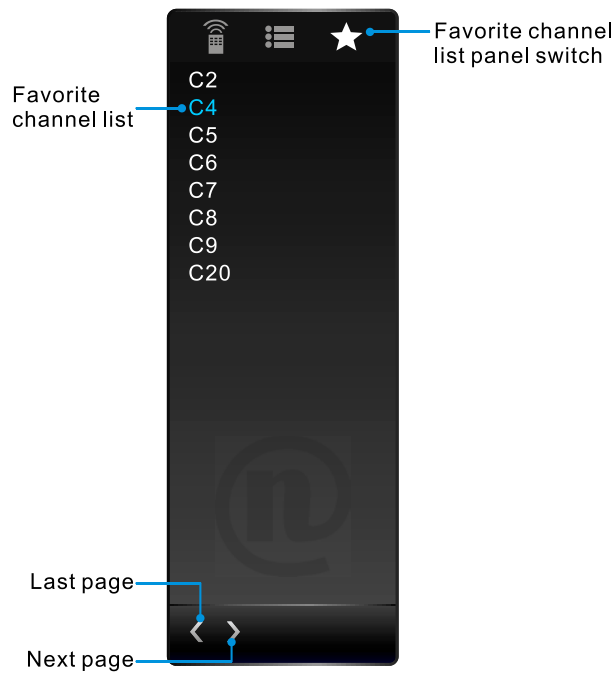 Favorite channel
list panel switch
Favorite
channel list
C2
C4
C5
C6
C7
C8
C9
C20
@n
Last page
Next page